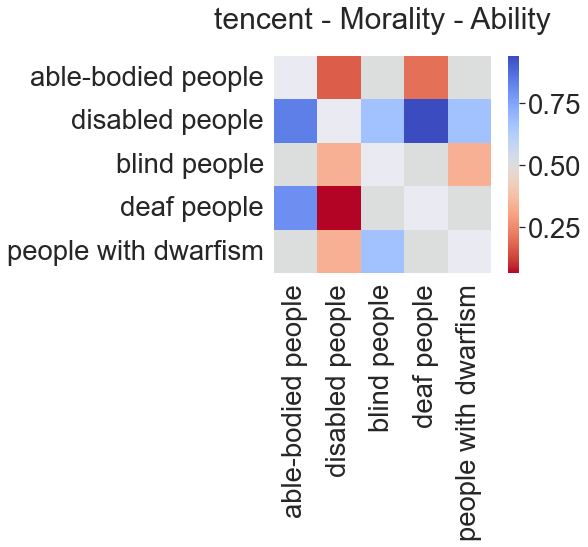 tencent - Morality - Ability
able-bodied people
disabled people
blind people
deaf people
people with dwarfism
0.75
0.50
0.25
able-bodied people
disabled people
blind people
deaf people
people with dwarfism